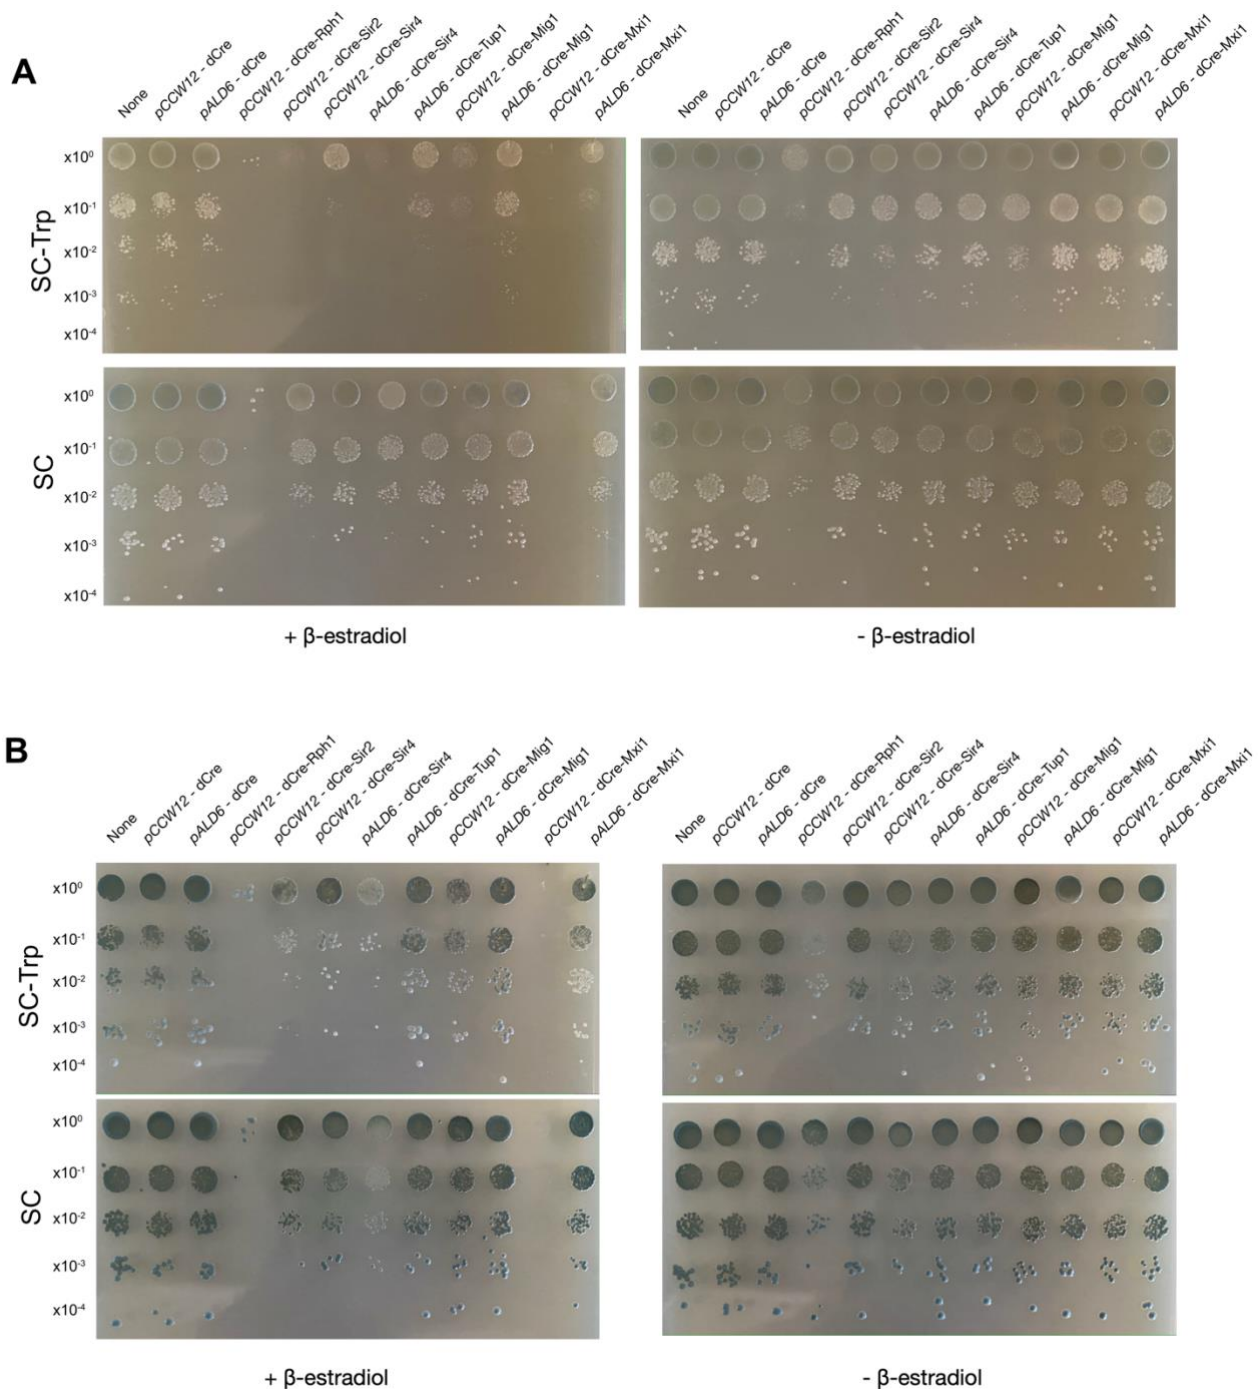 A
None
pCCW12 - dCre
pALD6 - dCre
pCCW12 - dCre-Rph1
pCCW12 - dCre-Sir2
pCCW12 - dCre-Sir4
pALD6 - dCre-Sir4
pALD6 - dCre-Tup1
pCCW12 - dCre-Mig1
pALD6 - dCre-Mig1
pCCW12 - dCre-Mxi1
pALD6 - dCre-Mxi1
None
pCCW12 - dCre
pALD6 - dCre
pCCW12 - dCre-Rph1
pCCW12 - dCre-Sir2
pCCW12 - dCre-Sir4
pALD6 - dCre-Sir4
pALD6 - dCre-Tup1
pCCW12 - dCre-Mig1
pALD6 - dCre-Mig1
pCCW12 - dCre-Mxi1
pALD6 - dCre-Mxi1
SC-Trp
x10⁰
x10⁻¹
x10⁻²
x10⁻³
x10⁻⁴
SC
x10⁰
x10⁻¹
x10⁻²
x10⁻³
x10⁻⁴
+ β-estradiol
- β-estradiol
B
None
pCCW12 - dCre
pALD6 - dCre
pCCW12 - dCre-Rph1
pCCW12 - dCre-Sir2
pCCW12 - dCre-Sir4
pALD6 - dCre-Sir4
pALD6 - dCre-Tup1
pCCW12 - dCre-Mig1
pALD6 - dCre-Mig1
pCCW12 - dCre-Mxi1
pALD6 - dCre-Mxi1
None
pCCW12 - dCre
pALD6 - dCre
pCCW12 - dCre-Rph1
pCCW12 - dCre-Sir2
pCCW12 - dCre-Sir4
pALD6 - dCre-Sir4
pALD6 - dCre-Tup1
pCCW12 - dCre-Mig1
pALD6 - dCre-Mig1
pCCW12 - dCre-Mxi1
pALD6 - dCre-Mxi1
SC-Trp
x10⁰
x10⁻¹
x10⁻²
x10⁻³
x10⁻⁴
SC
x10⁰
x10⁻¹
x10⁻²
x10⁻³
x10⁻⁴
+ β-estradiol
- β-estradiol